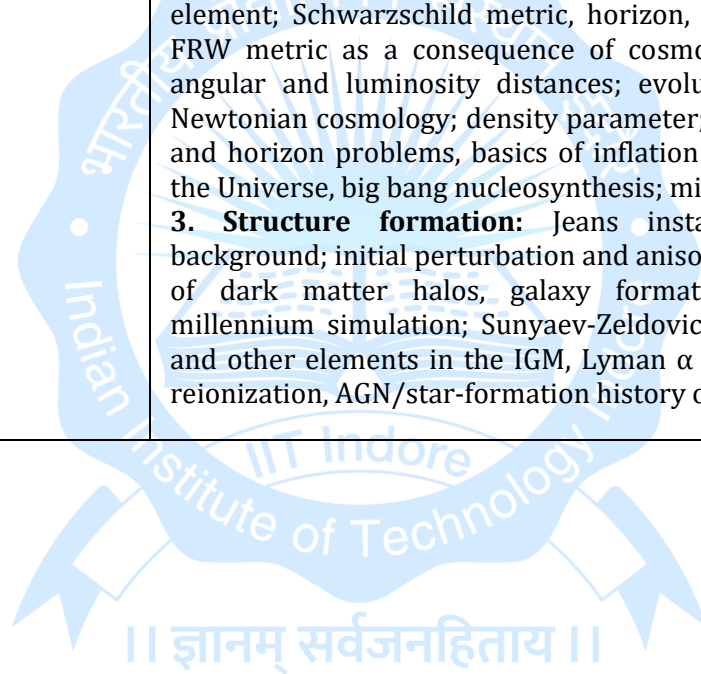 element; Schwarzschild metric, horizon,
FRW metric as a consequence of cosmo
angular and luminosity distances; evolu
Newtonian cosmology; density parameter;
and horizon problems, basics of inflation
the Universe, big bang nucleosynthesis; mi
3. Structure formation: Jeans insta
background; initial perturbation and aniso
of dark matter halos, galaxy format
millennium simulation; Sunyaev-Zeldovic
and other elements in the IGM, Lyman α
reionization, AGN/star-formation history o
भारतीय प्रौ
Indian Institute of Technology Indore
IIT Indore
।। ज्ञानम् सर्वजनहिताय ।।